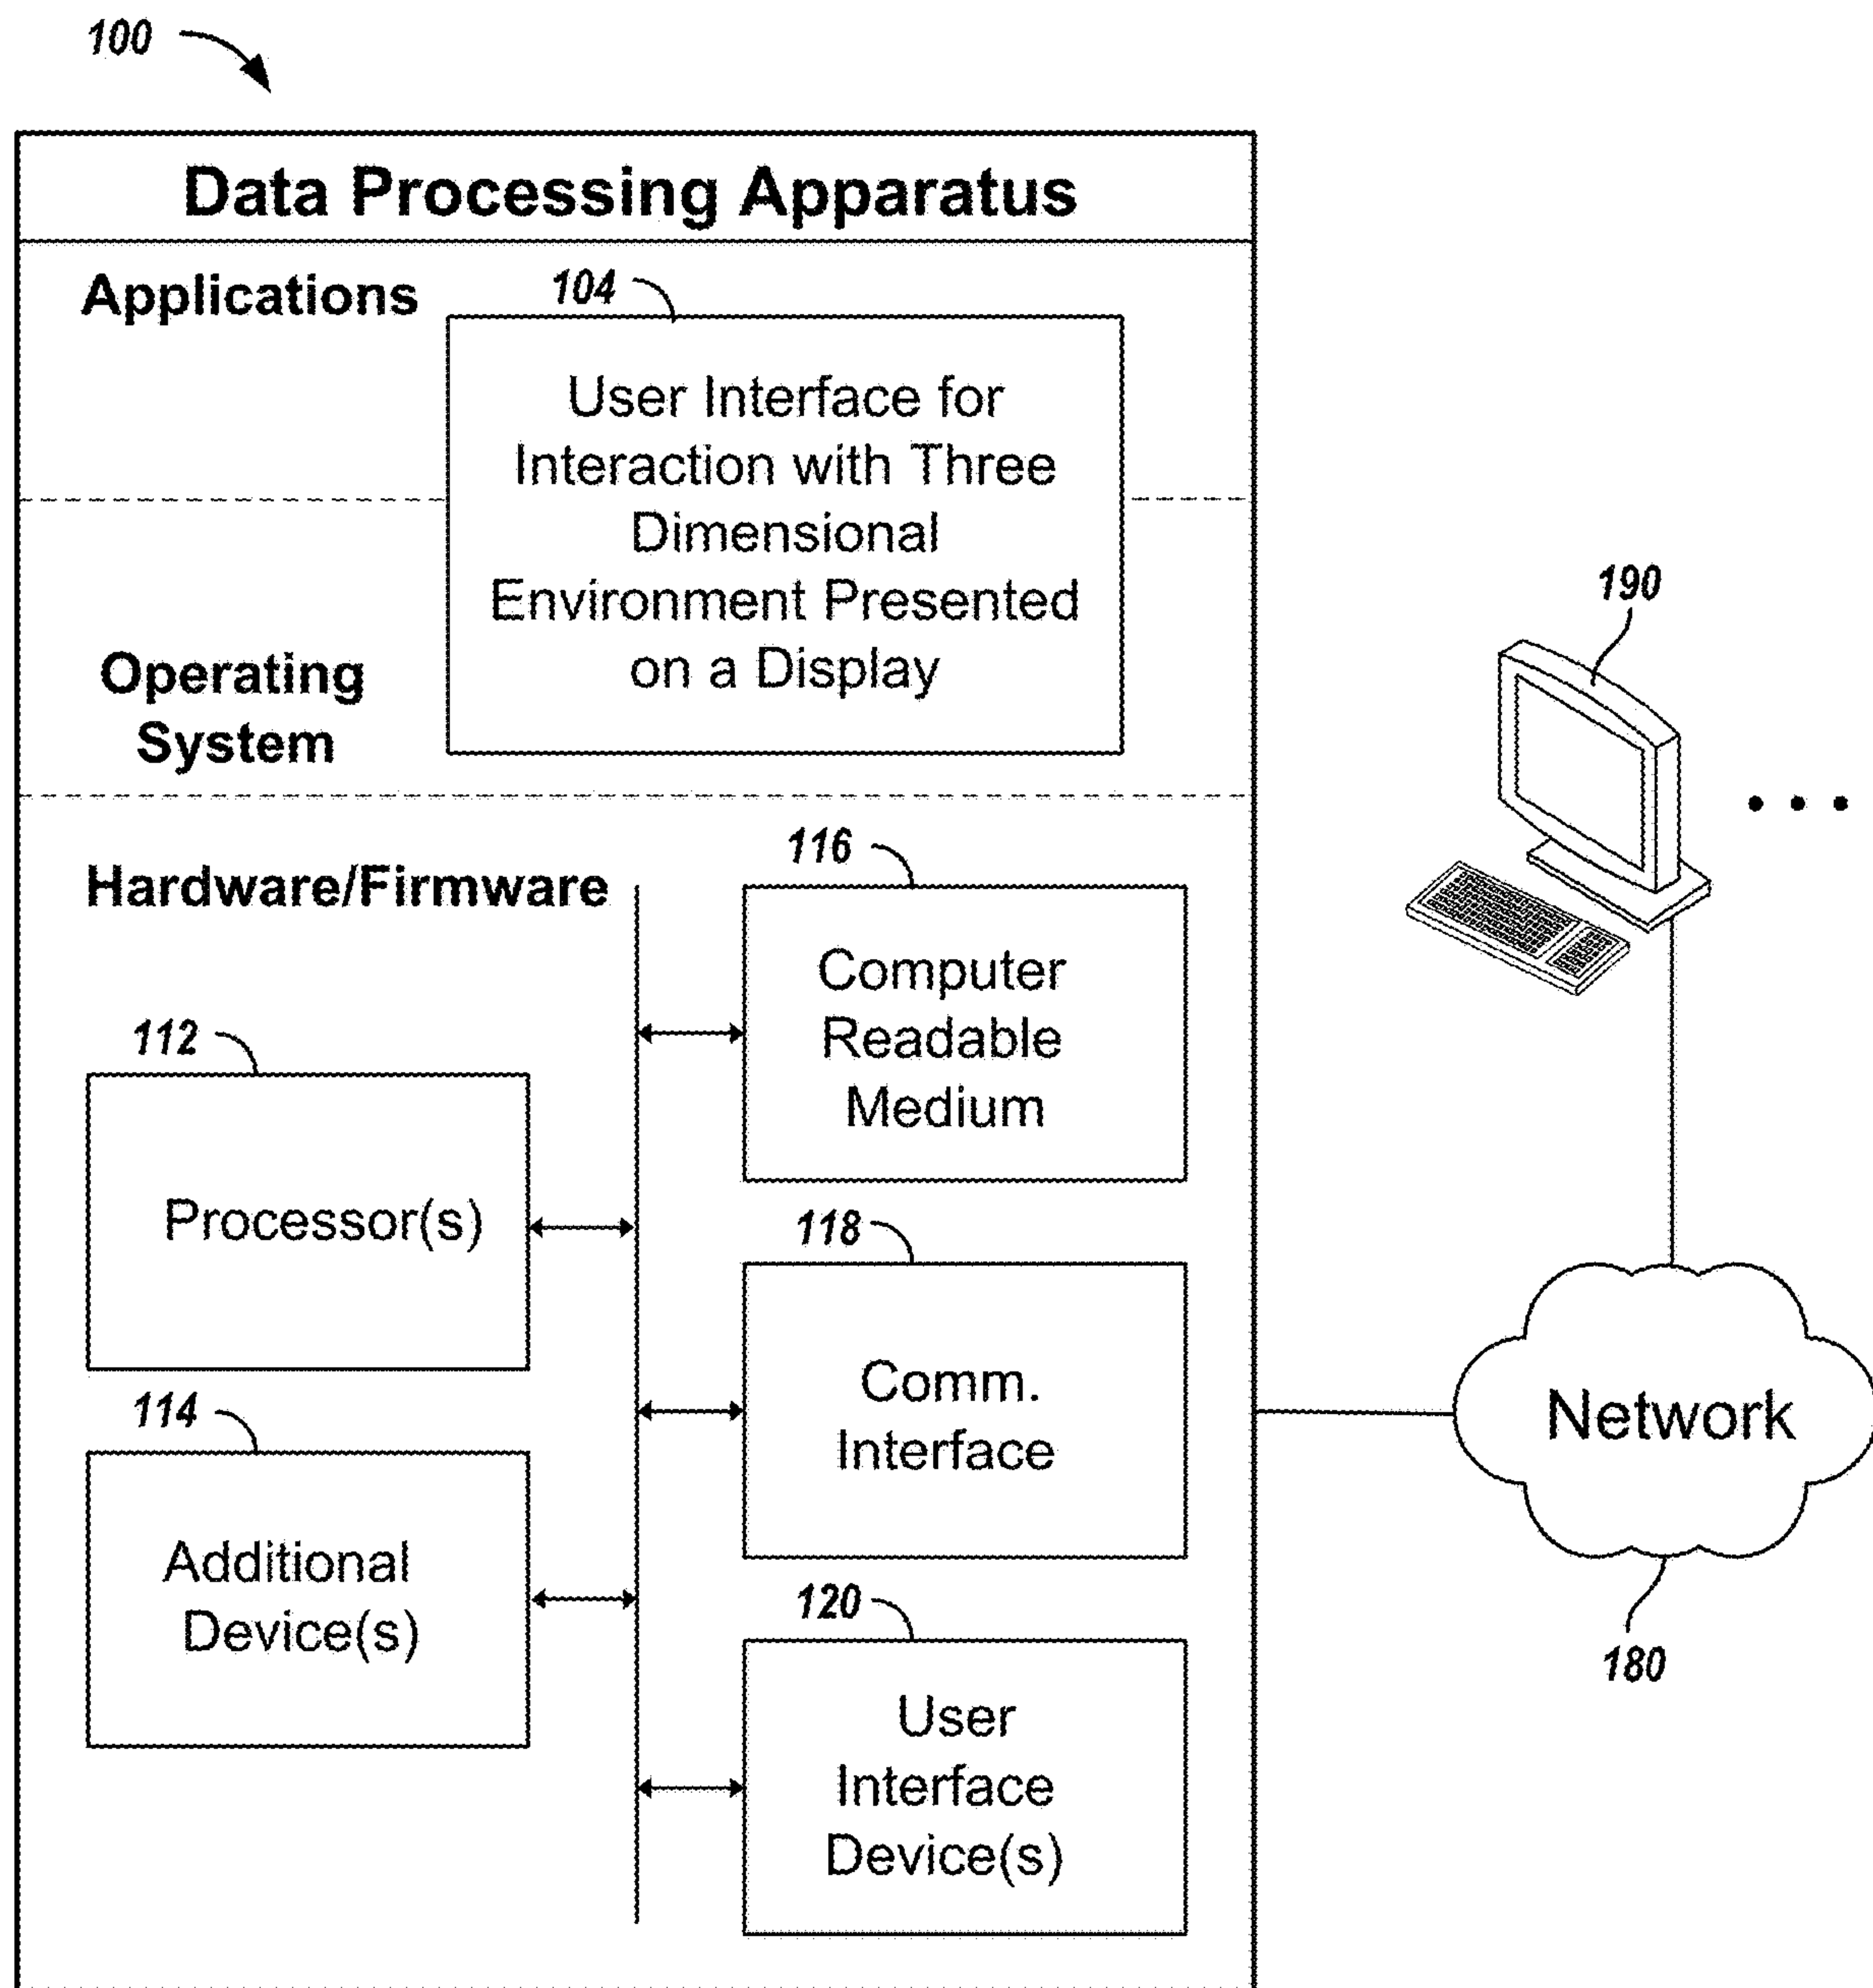 100
Data Processing Apparatus
Applications
104
User Interface for
Interaction with Three
Dimensional
Environment Presented
on a Display
Operating
System
190
Hardware/Firmware
116
Computer
Readable
Medium
112
Processor(s)
118
Comm.
Interface
114
Additional
Device(s)
120
User
Interface
Device(s)
Network
180